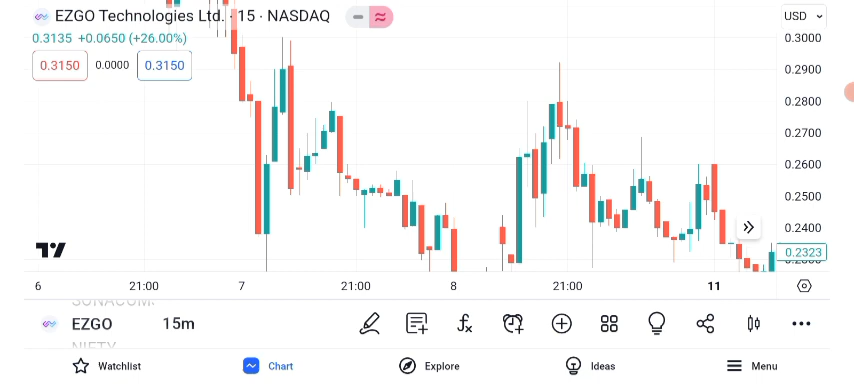 EZGO Technologies Ltd. · 15 · NASDAQ
USD
0.3135 +0.0650 (+26.00%)
0.3150 0.0000 0.3150
0.3000
0.2900
0.2800
0.2700
0.2600
0.2500
0.2400
0.2323
6 21:00 7 21:00 8 21:00 11
EZGO 15m
NIFTY
Watchlist Chart Explore Ideas Menu